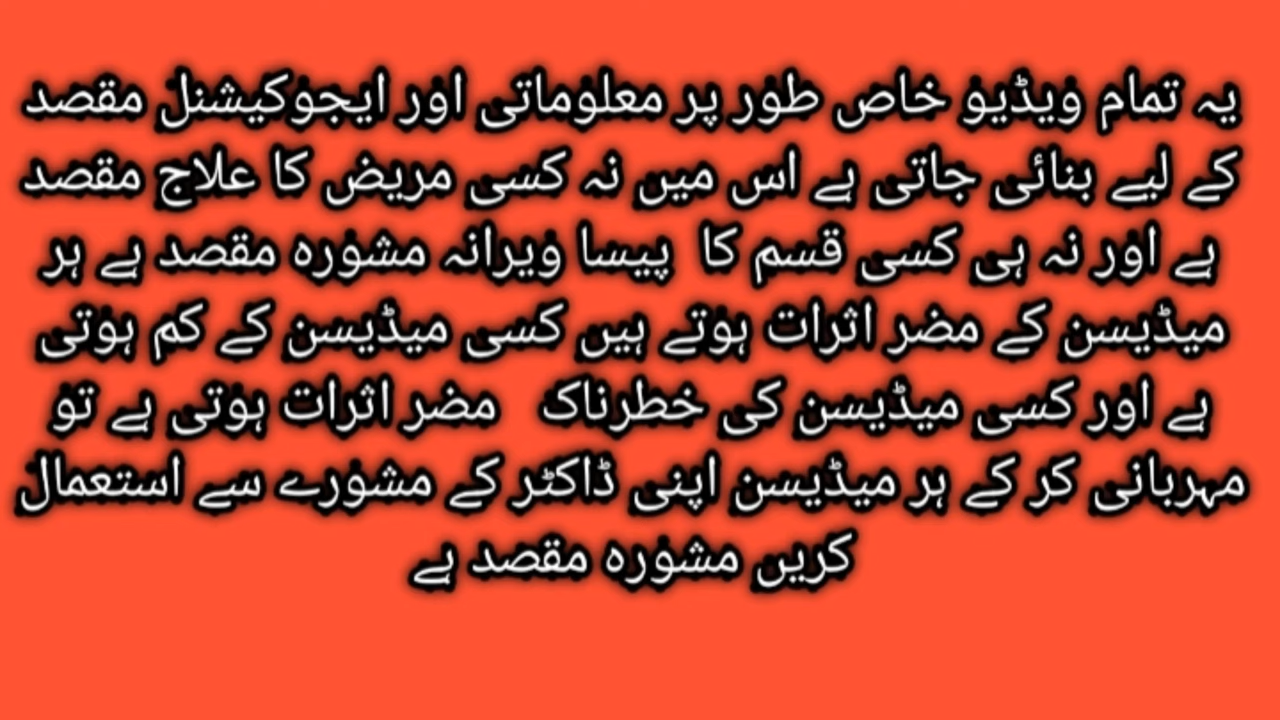 یہ تمام ویڈیو خاص طور پر معلوماتی اور ایجوکیشنل مقصد
کے لیے بنائی جاتی ہے اس میں نہ کسی مریض کا علاج مقصد
ہے اور نہ ہی کسی قسم کا پیسا ویرانہ مشورہ مقصد ہے ہر
میڈیسن کے مضر اثرات ہوتے ہیں کسی میڈیسن کے کم ہوتی
ہے اور کسی میڈیسن کی خطرناک مضر اثرات ہوتی ہے تو
مہربانی کر کے ہر میڈیسن اپنی ڈاکٹر کے مشورے سے استعمال
کریں مشورہ مقصد ہے